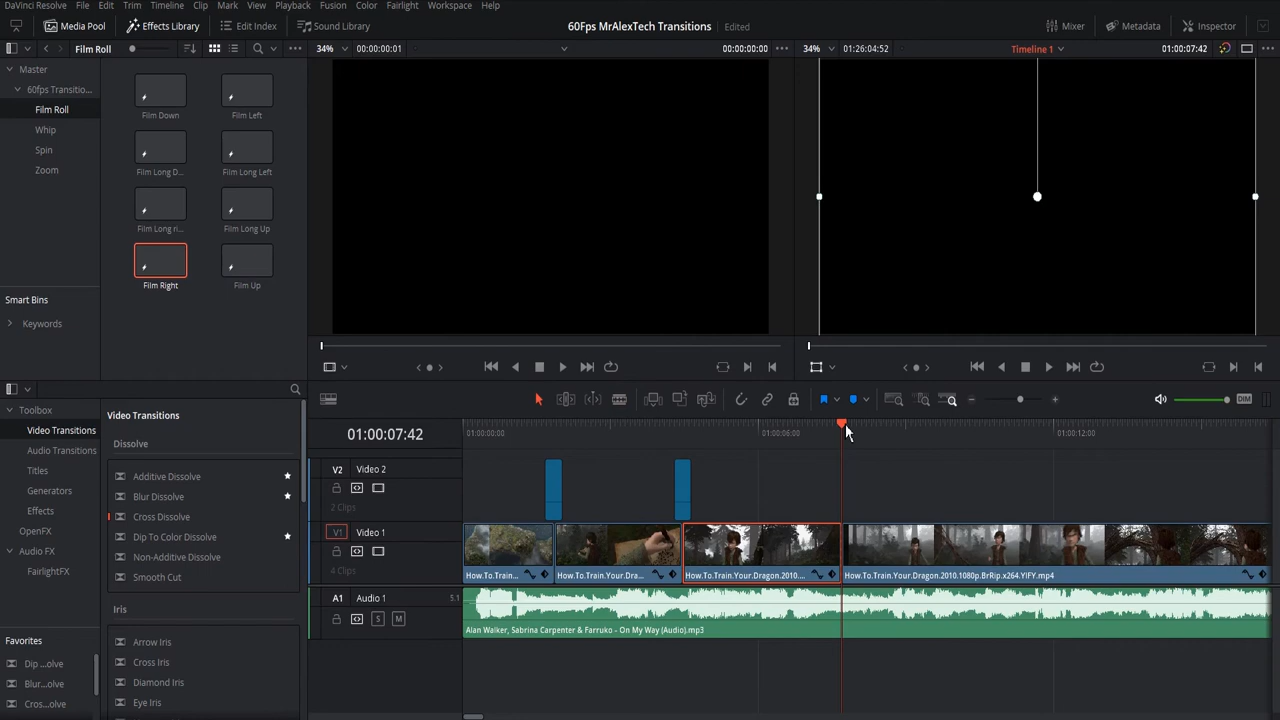 DaVinci Resolve File Edit Trim Timeline Clip Mark View Playback Fusion Color Fairlight Workspace Help
Media Pool Effects Library Edit Index Sound Library 60Fps MrAlexTech Transitions Edited Mixer Metadata Inspector
Film Roll 34% 00:00:00:01 00:00:00:00 34% 01:26:04:52 Timeline 1 01:00:07:42
Master
60fps Transitio...
Film Roll
Whip
Spin
Zoom
Film Down Film Left
Film Long D... Film Long Left
Film Long ri... Film Long Up
Film Right Film Up
Smart Bins
Keywords
Toolbox
Video Transitions
Audio Transitions
Titles
Generators
Effects
OpenFX
Audio FX
FairlightFX
Favorites
Dip ...olve
Blur...olve
Cros...olve
Video Transitions
Dissolve
Additive Dissolve
Blur Dissolve
Cross Dissolve
Dip To Color Dissolve
Non-Additive Dissolve
Smooth Cut
Iris
Arrow Iris
Cross Iris
Diamond Iris
Eye Iris
DIM
01:00:07:42 01:00:00:00 01:00:06:00 01:00:12:00
V2 Video 2
2 Clips
V1 Video 1
4 Clips
How.To.Train... How.To.Train.Your.Dra... How.To.Train.Your.Dragon.2010.... How.To.Train.Your.Dragon.2010.1080p.BrRip.x264.YIFY.mp4
A1 Audio 1 5.1
S M
Alan Walker, Sabrina Carpenter & Farruko - On My Way (Audio).mp3